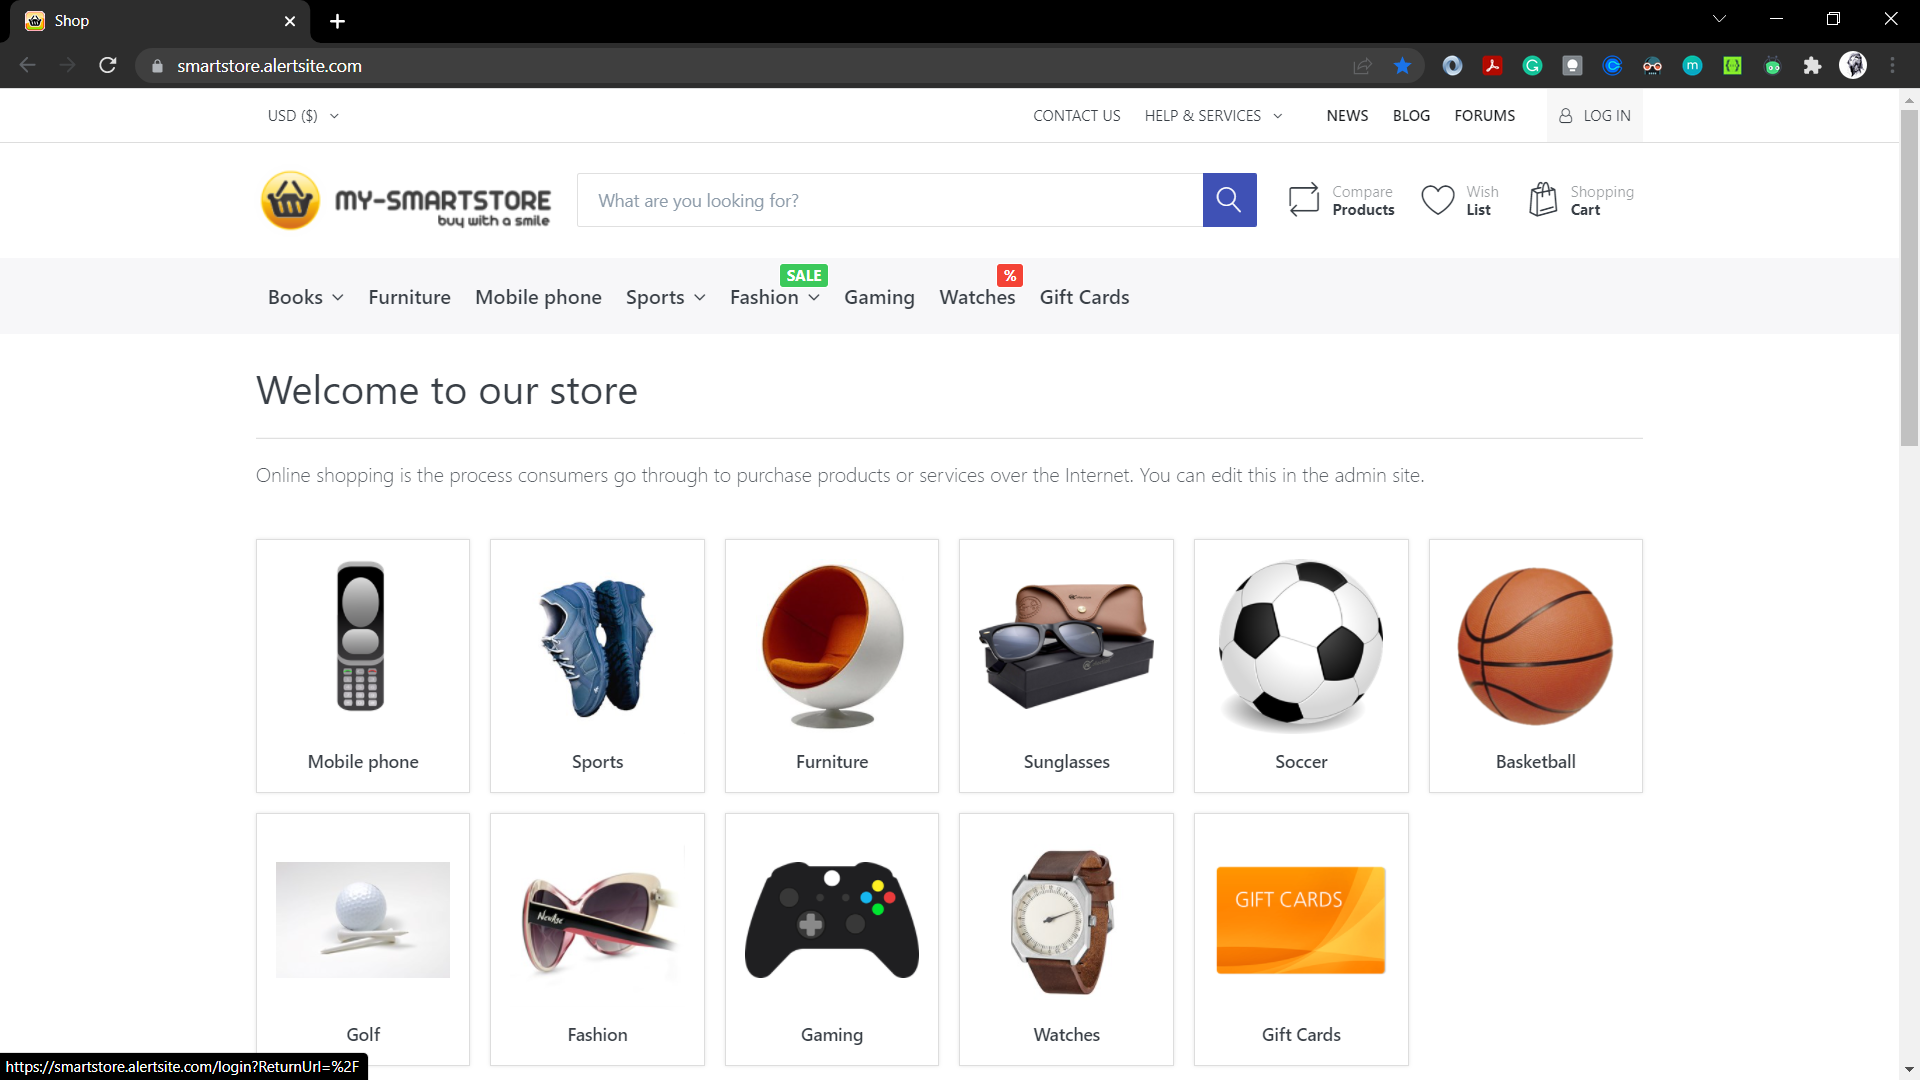 Shop
smartstore.alertsite.com
USD ($)
CONTACT US
HELP & SERVICES
NEWS
BLOG
FORUMS
LOG IN
MY-SMARTSTORE
buy with a smile
What are you looking for?
Compare
Products
Wish
List
Shopping
Cart
SALE
%
Books
Furniture
Mobile phone
Sports
Fashion
Gaming
Watches
Gift Cards
Welcome to our store
Online shopping is the process consumers go through to purchase products or services over the Internet. You can edit this in the admin site.
Mobile phone
Sports
Furniture
Sunglasses
Soccer
Basketball
GIFT CARDS
Golf
Fashion
Gaming
Watches
Gift Cards
https://smartstore.alertsite.com/login?ReturnUrl=%2F